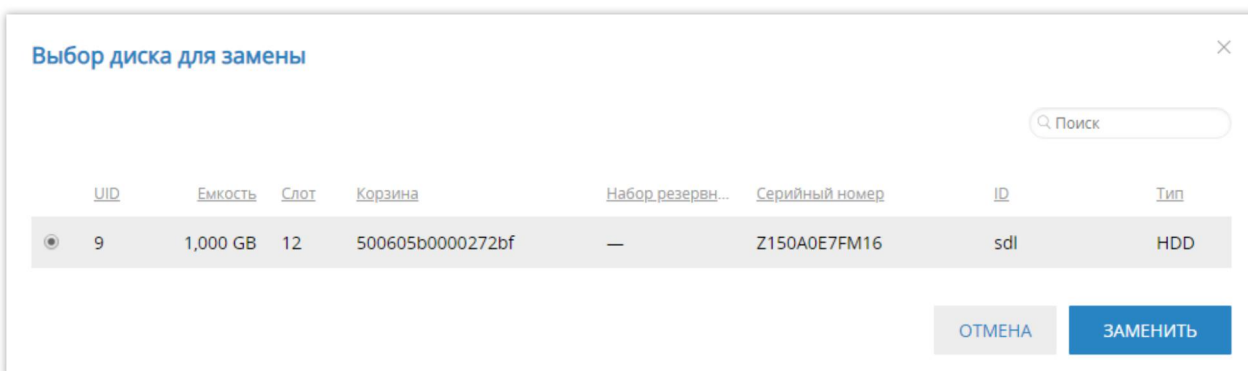 Выбор диска для замены
Поиск
UID Емкость Слот Корзина Набор резервн... Серийный номер ID Тип
9 1,000 GB 12 500605b0000272bf — Z150A0E7FM16 sdl HDD
ОТМЕНА ЗАМЕНИТЬ